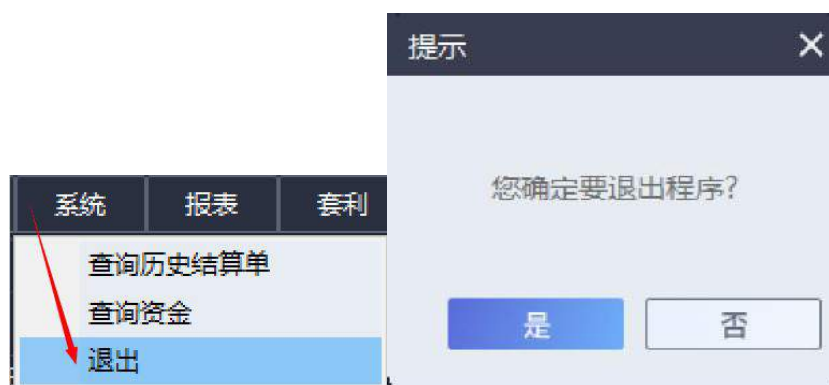 系统 报表 套利
查询历史结算单
查询资金
退出
提示
您确定要退出程序?
是 否